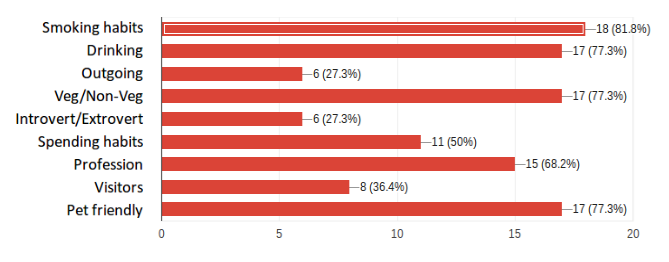 Smoking habits 18 (81.8%)
Drinking 17 (77.3%)
Outgoing 6 (27.3%)
Veg/Non-Veg 17 (77.3%)
Introvert/Extrovert 6 (27.3%)
Spending habits 11 (50%)
Profession 15 (68.2%)
Visitors 8 (36.4%)
Pet friendly 17 (77.3%)
0 5 10 15 20